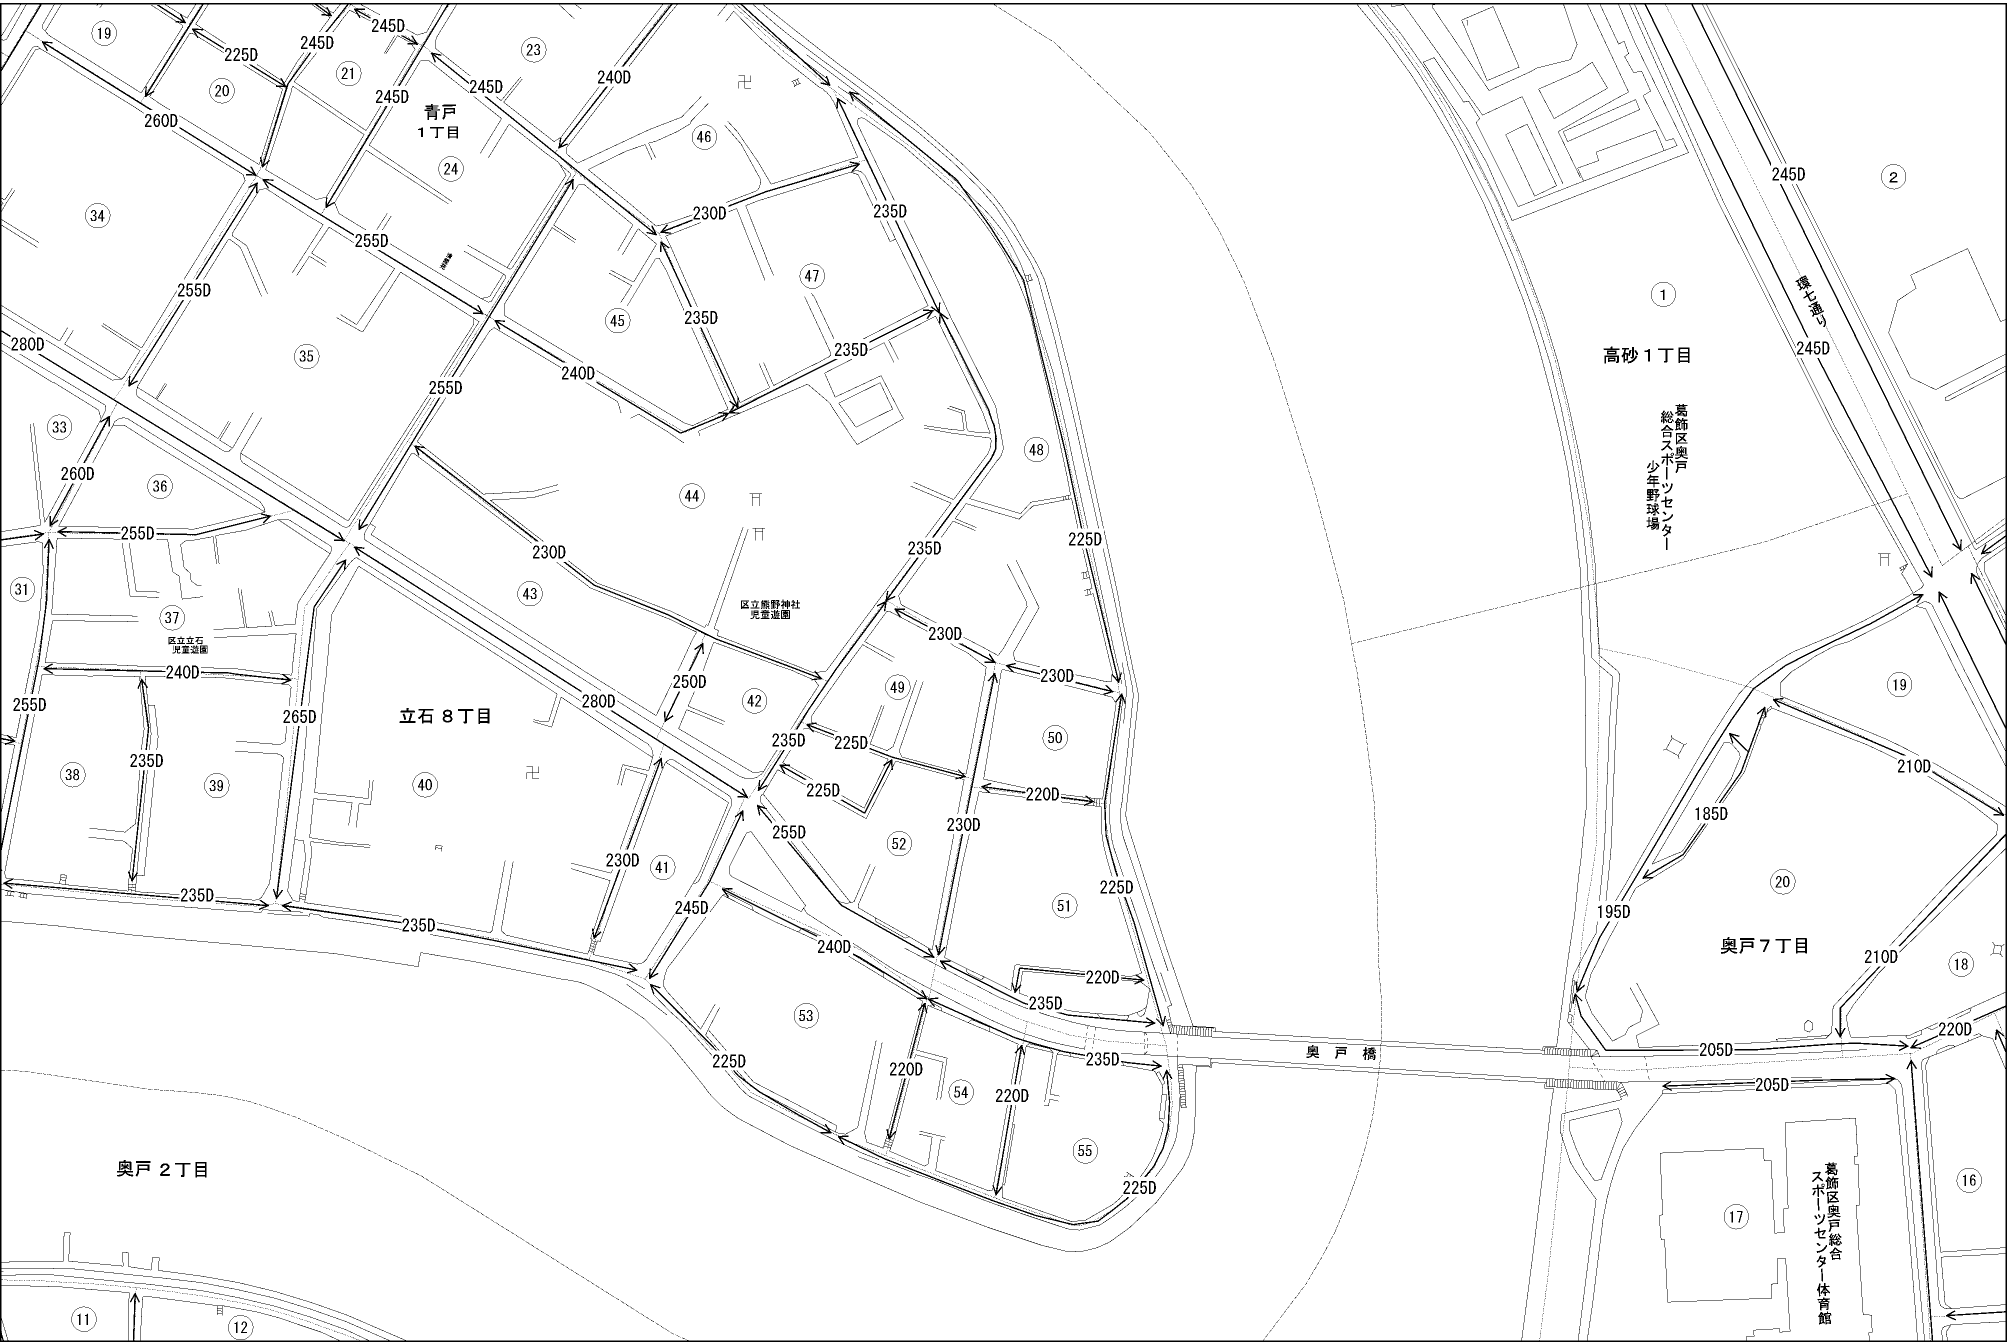 19
225D
20
245D
245D
21
245D
23
240D
245D
青戸
1丁目
24
260D
245D
46
230D
235D
34
255D
255D
47
45
235D
235D
240D
280D
35
255D
33
260D
36
255D
48
44
230D
235D
225D
31
37
区立立石
児童遊園
43
区立熊野神社
児童遊園
230D
230D
240D
250D
49
255D
265D
立石 8丁目
280D
42
235D
225D
50
38
235D
39
40
225D
220D
255D
230D
52
230D
41
225D
235D
235D
245D
51
240D
220D
235D
53
235D
225D
220D
54
220D
55
225D
奥戸 2丁目
11
12
245D
2
1
環七通り
高砂1丁目
245D
葛飾区奥戸
総合スポーツセンター
少年野球場
19
210D
185D
20
195D
奥戸7丁目
210D
18
奥戸橋
205D
220D
205D
16
17
葛飾区奥戸総合
スポーツセンター体育館